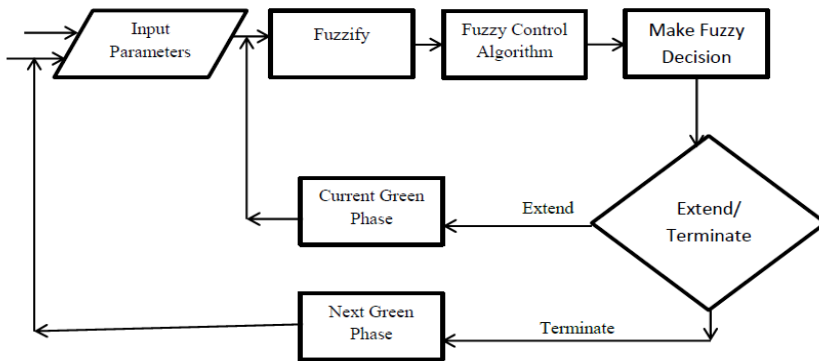 Input
Parameters
Fuzzify
Fuzzy Control
Algorithm
Make Fuzzy
Decision
Current Green
Phase
Extend
Extend/
Terminate
Next Green
Phase
Terminate